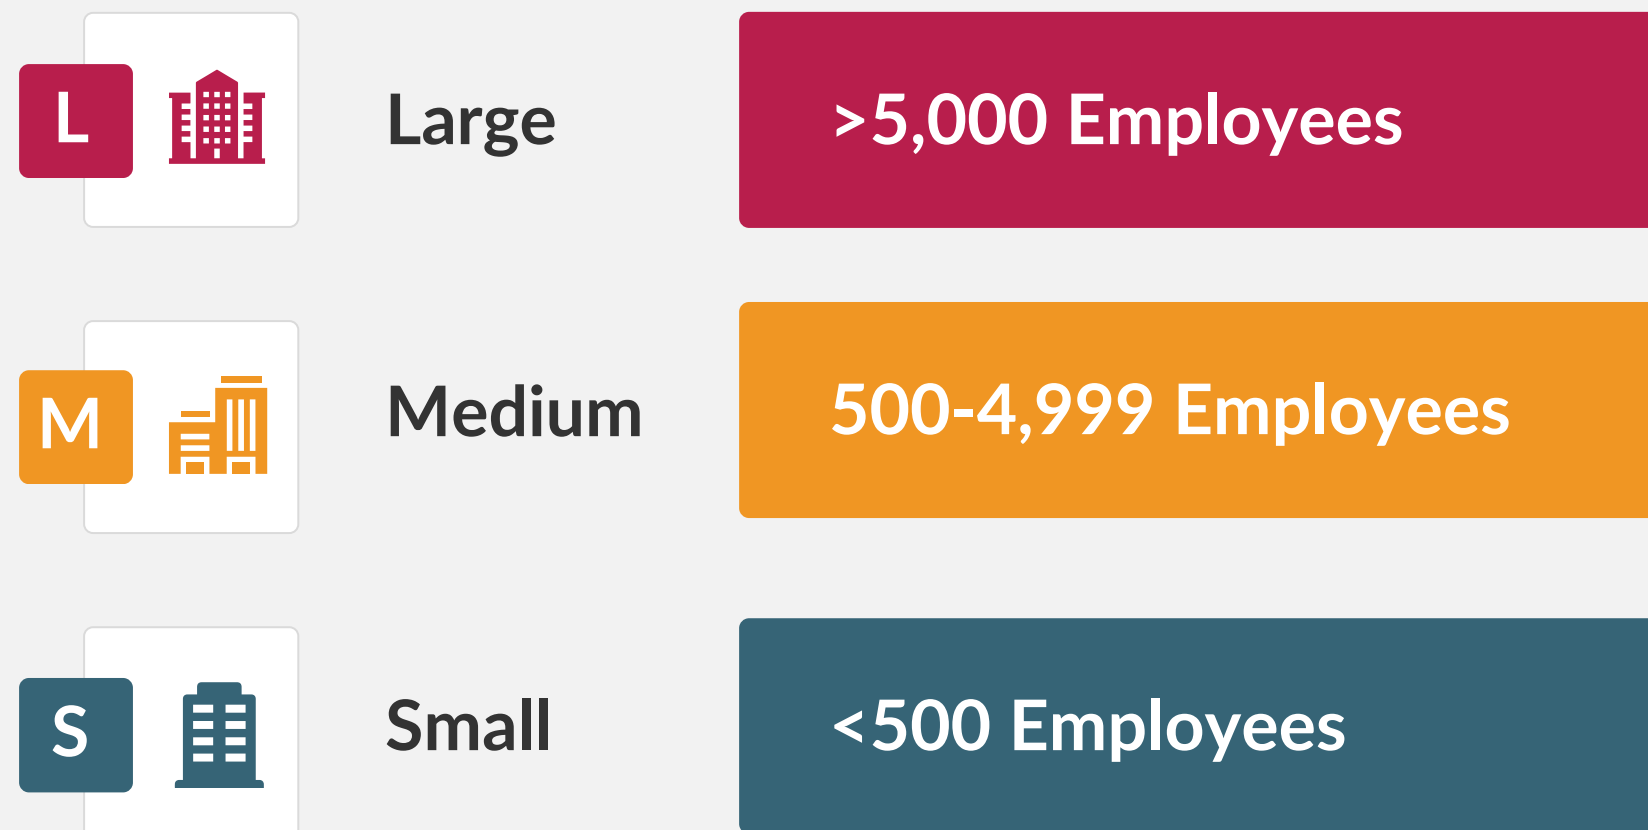 L
Large
>5,000 Employees
M
Medium
500-4,999 Employees
S
Small
<500 Employees